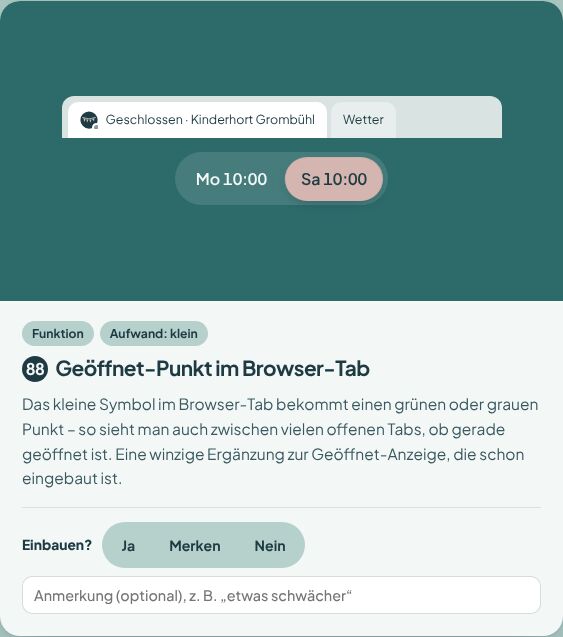 Geschlossen · Kinderhort Grombühl
Wetter
Mo 10:00
Sa 10:00
Funktion
Aufwand: klein
88 Geöffnet-Punkt im Browser-Tab
Das kleine Symbol im Browser-Tab bekommt einen grünen oder grauen
Punkt – so sieht man auch zwischen vielen offenen Tabs, ob gerade
geöffnet ist. Eine winzige Ergänzung zur Geöffnet-Anzeige, die schon
eingebaut ist.
Einbauen? Ja Merken Nein
Anmerkung (optional), z. B. „etwas schwächer“